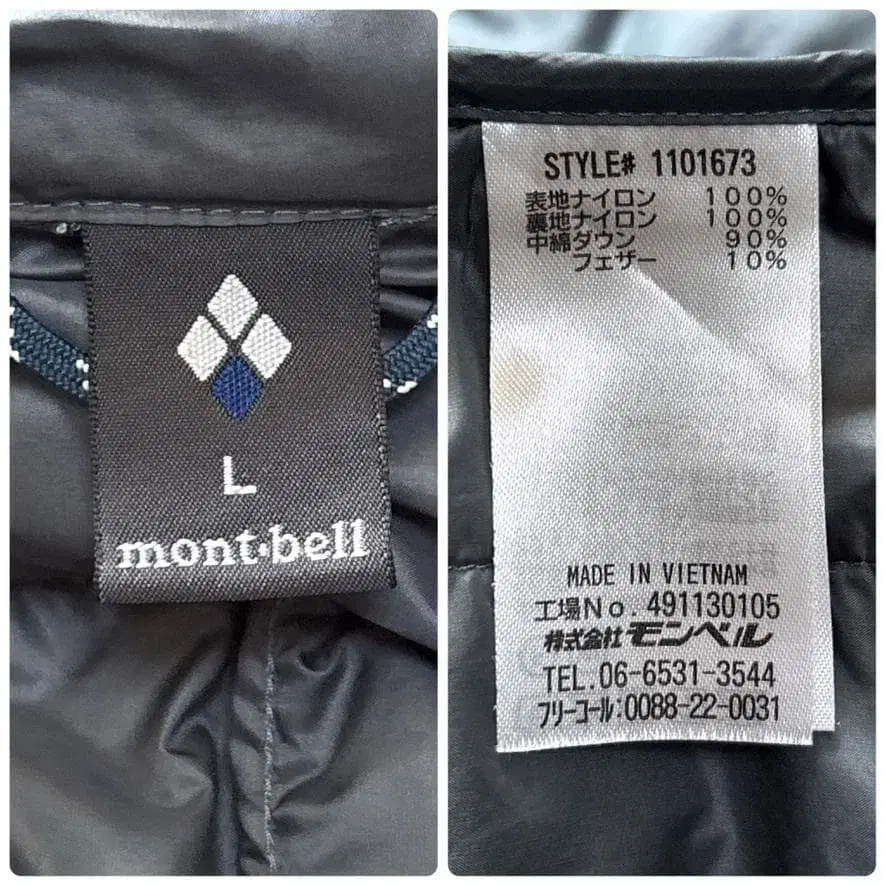 L
mont·bell
STYLE# 1101673
表地ナイロン 100%
裏地ナイロン 100%
中綿ダウン 90%
フェザー 10%
MADE IN VIETNAM
工場No. 491130105
株式会社モンベル
TEL.06-6531-3544
フリーコール:0088-22-0031